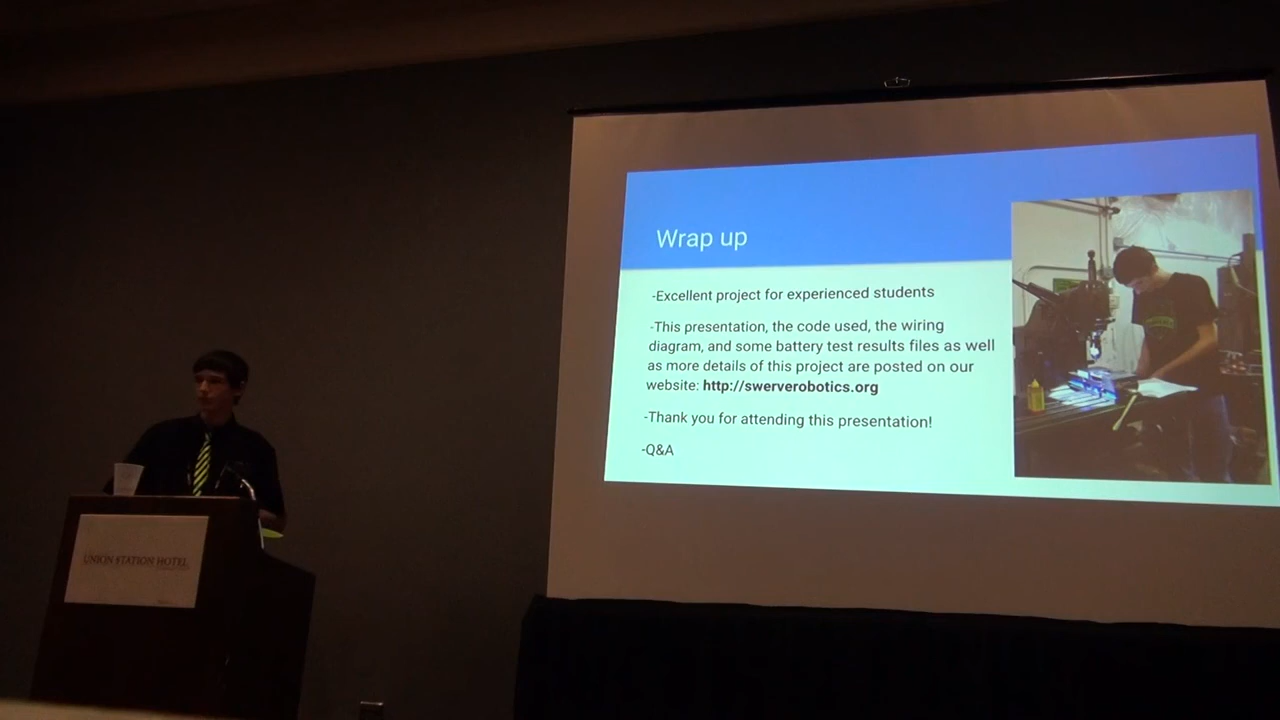 Wrap up
-Excellent project for experienced students
-This presentation, the code used, the wiring
diagram, and some battery test results files as well
as more details of this project are posted on our
website: http://swerverobotics.org
-Thank you for attending this presentation!
-Q&A
UNION STATION HOTEL